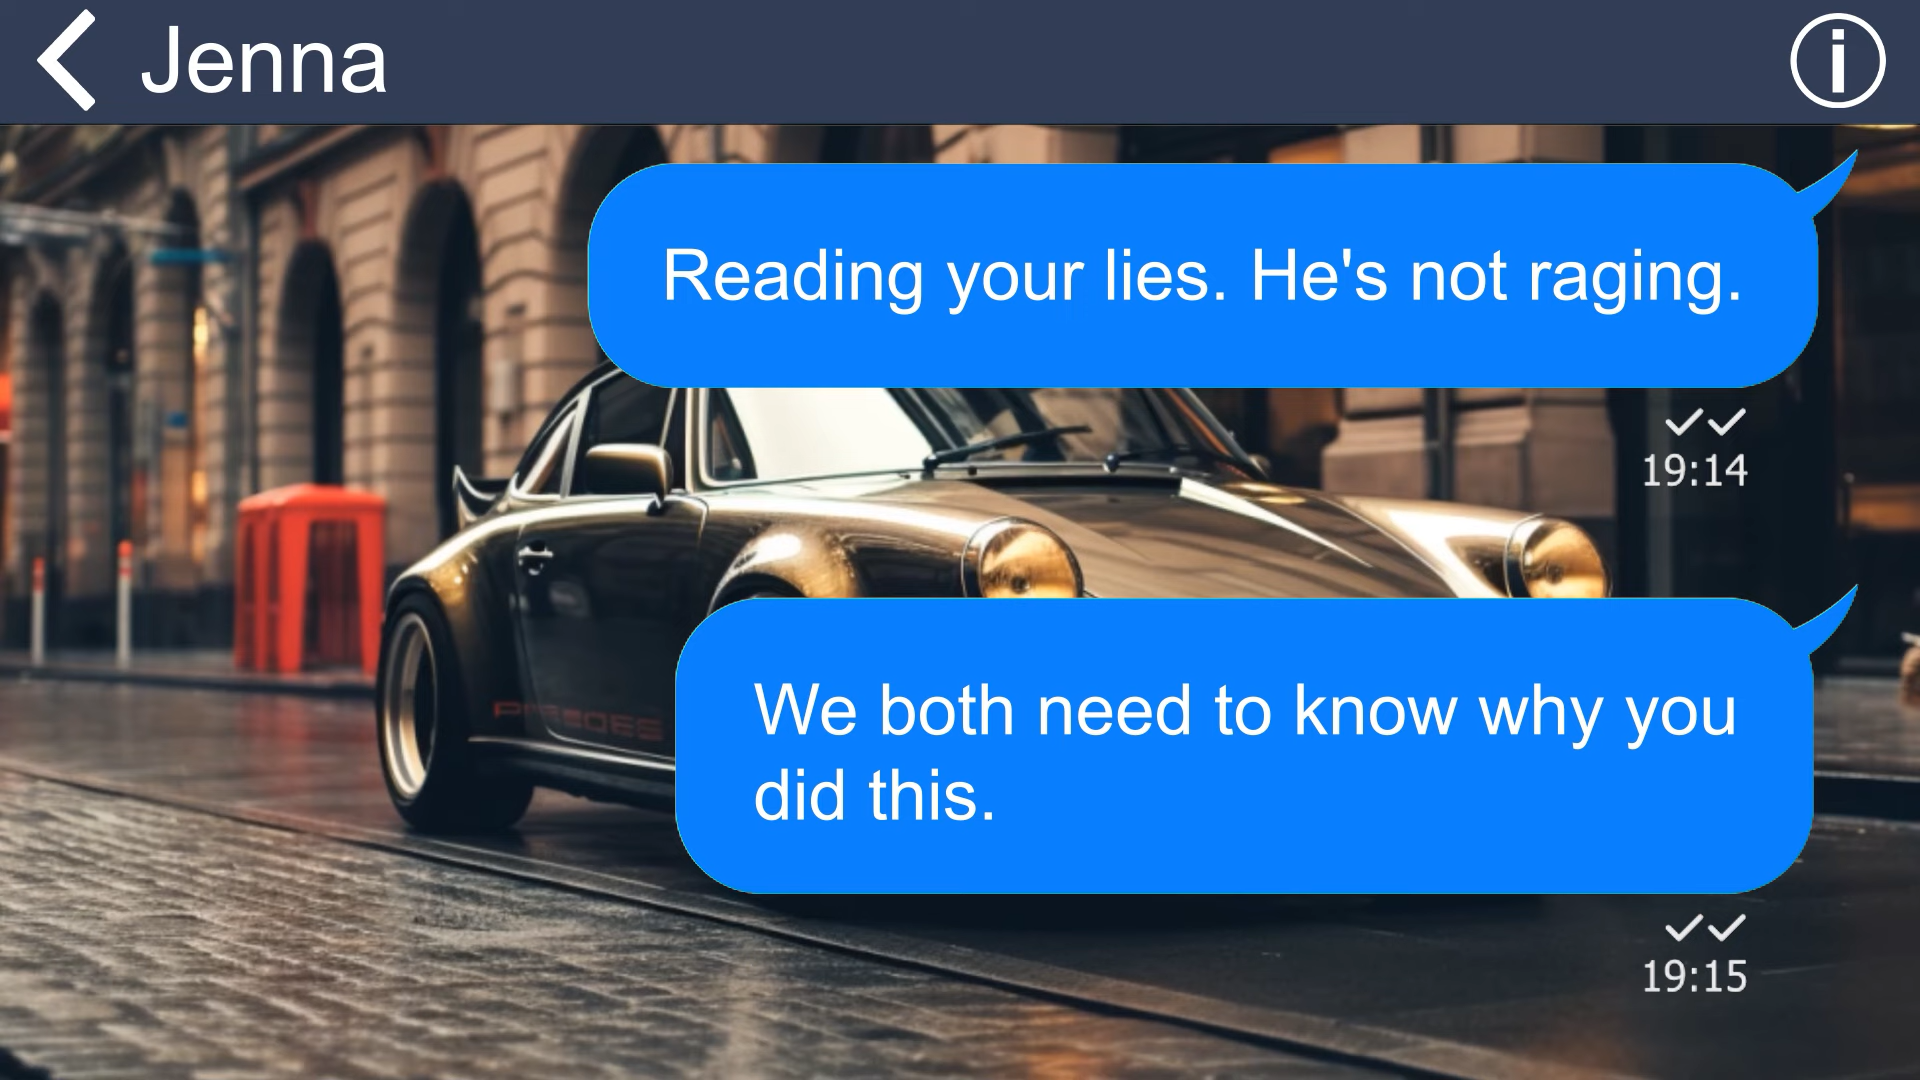 Jenna
Reading your lies. He's not raging.
19:14
We both need to know why you
did this.
19:15